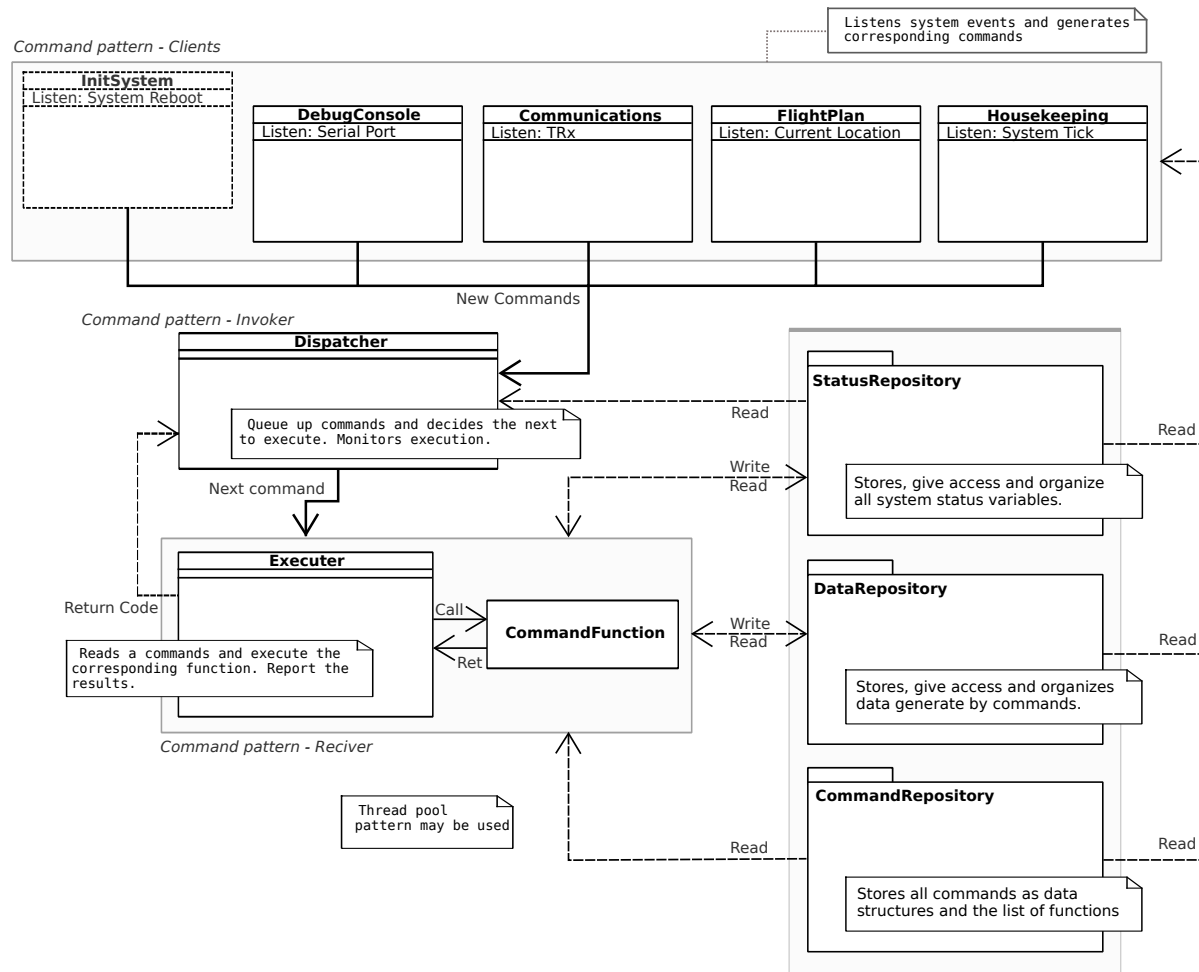 Listens system events and generates
corresponding commands
Command pattern - Clients
InitSystem
Listen: System Reboot
DebugConsole
Listen: Serial Port
Communications
Listen: TRx
FlightPlan
Listen: Current Location
Housekeeping
Listen: System Tick
New Commands
Command pattern - Invoker
Dispatcher
Queue up commands and decides the next
to execute. Monitors execution.
Next command
Read
StatusRepository
Read
Stores, give access and organize
all system status variables.
Write
Read
Executer
Return Code
Call
Ret
CommandFunction
Reads a commands and execute the
corresponding function. Report the
results.
Command pattern - Reciver
Write
Read
DataRepository
Read
Stores, give access and organizes
data generate by commands.
Thread pool
pattern may be used
Read
CommandRepository
Read
Stores all commands as data
structures and the list of functions